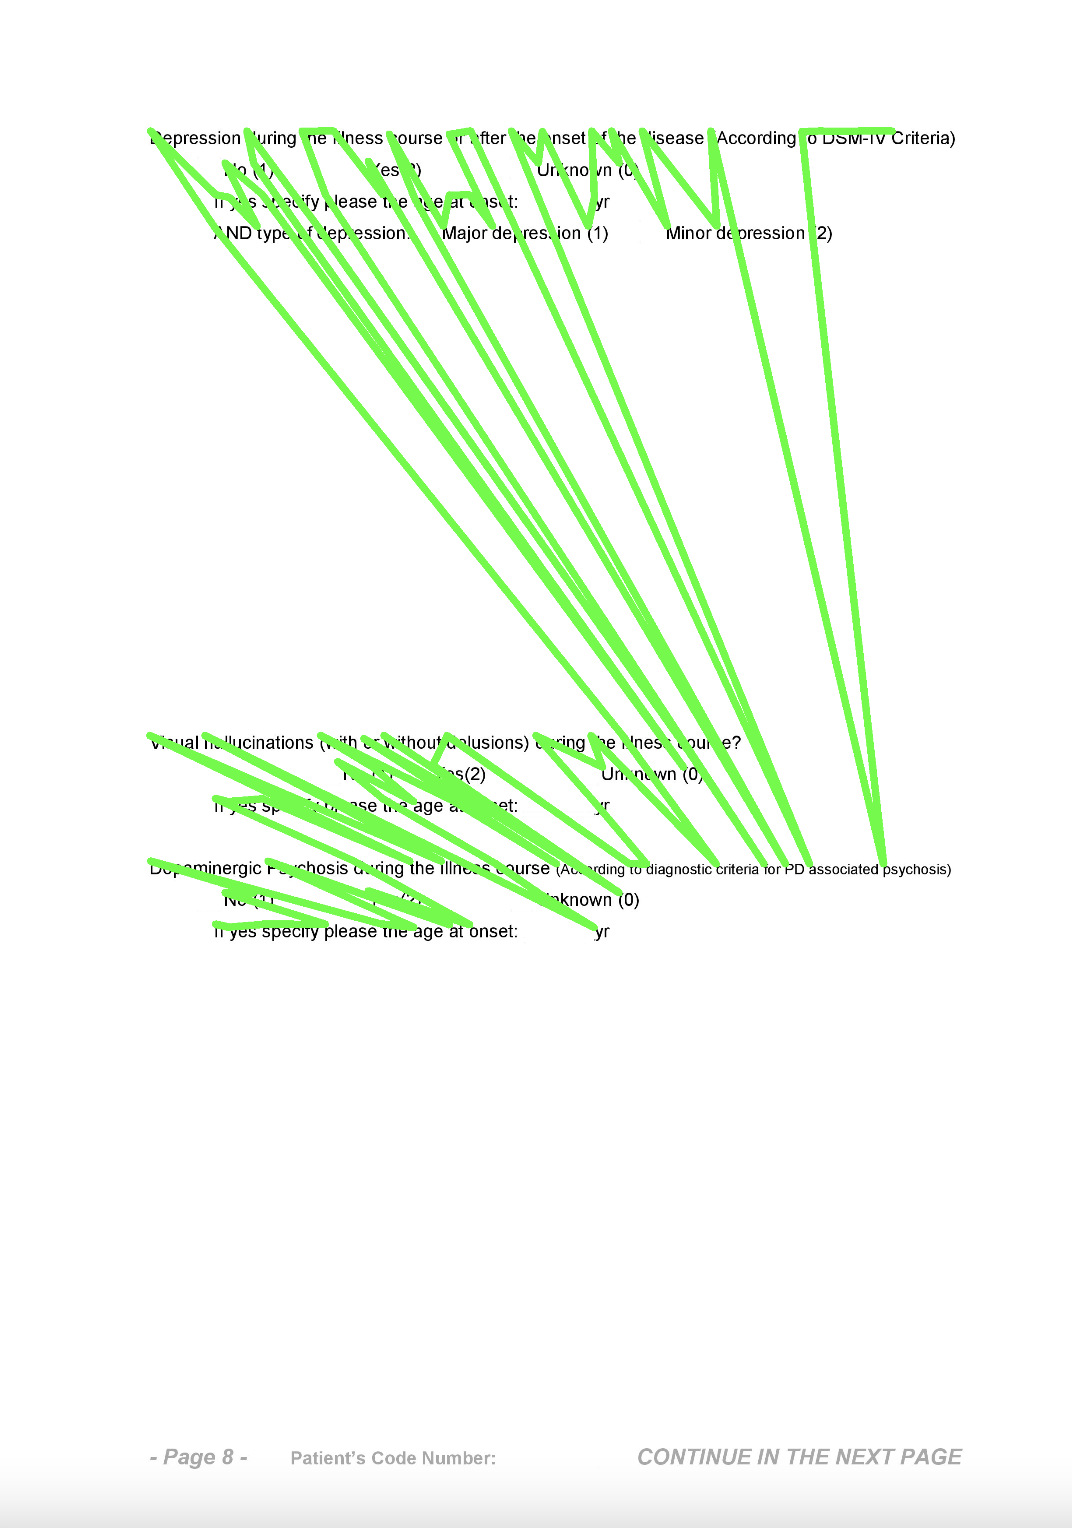 Depression during the illness course or after the onset of the disease (According to DSM-IV Criteria)
No (1) Yes(2) Unknown (0)
If yes specify please the age at onset: yr
AND type of depression: Major depression (1) Minor depression (2)
Visual hallucinations (with or without delusions) during the illness course?
No (1) Yes(2) Unknown (0)
If yes specify please the age at onset: yr
Dopaminergic Psychosis during the illness course (According to diagnostic criteria for PD associated psychosis)
No (1) (2) Unknown (0)
If yes specify please the age at onset: yr
- Page 8 - Patient’s Code Number: CONTINUE IN THE NEXT PAGE